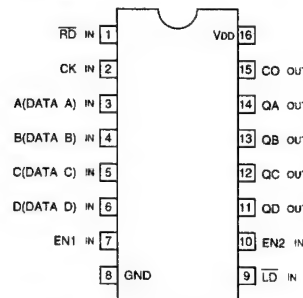 R̅D̅ IN 1
VDD 16
CK IN 2
15 CO OUT
A(DATA A) IN 3
14 QA OUT
B(DATA B) IN 4
13 QB OUT
C(DATA C) IN 5
12 QC OUT
D(DATA D) IN 6
11 QD OUT
EN1 IN 7
10 EN2 IN
8 GND
9 L̅D̅ IN